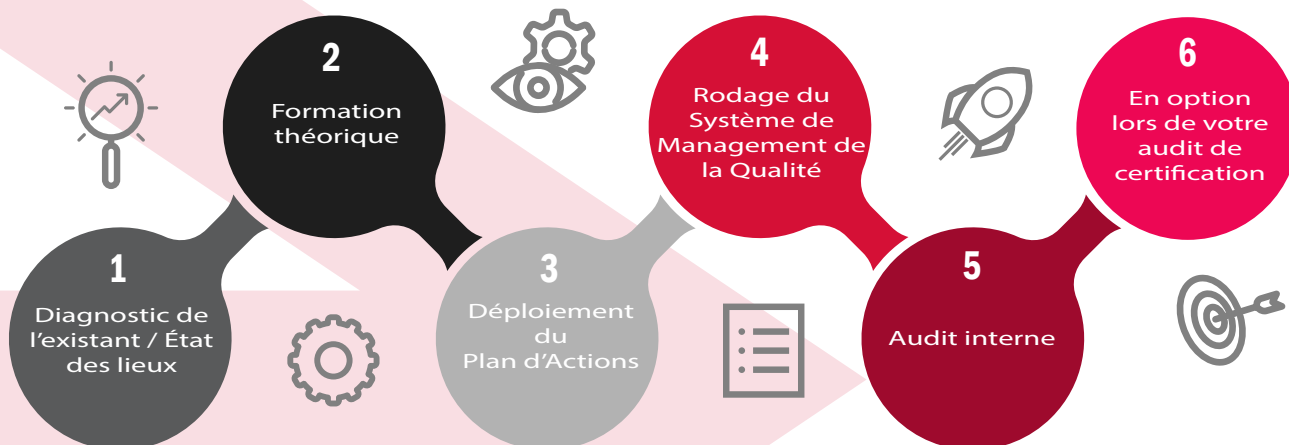 1
Diagnostic de
l’existant / État
des lieux
2
Formation
théorique
3
Déploiement
du
Plan d’Actions
4
Rodage du
Système de
Management de
la Qualité
5
Audit interne
6
En option
lors de votre
audit de
certification